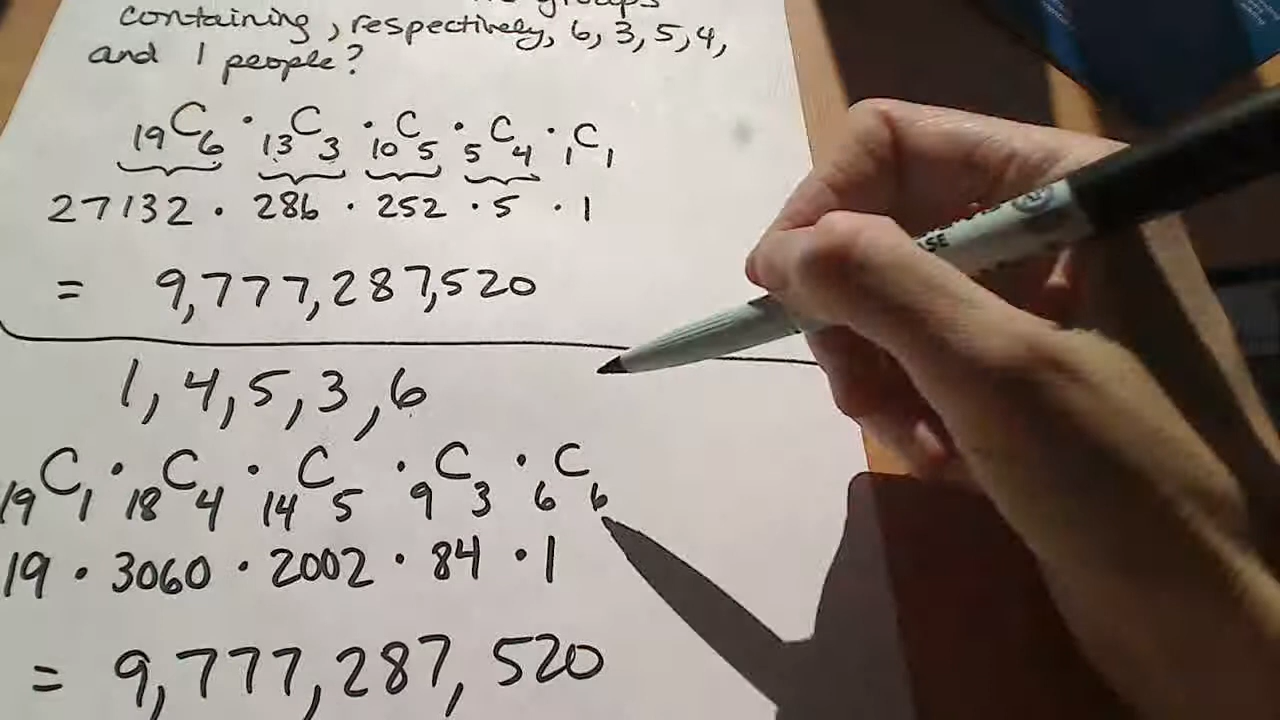 groups
containing, respectively, 6, 3, 5, 4,
and 1 people?
19C6 · 13C3 · 10C5 · 5C4 · 1C1
27132 · 286 · 252 · 5 · 1
= 9,777,287,520
1, 4, 5, 3, 6
19C1 · 18C4 · 14C5 · 9C3 · 6C6
19 · 3060 · 2002 · 84 · 1
= 9,777,287,520